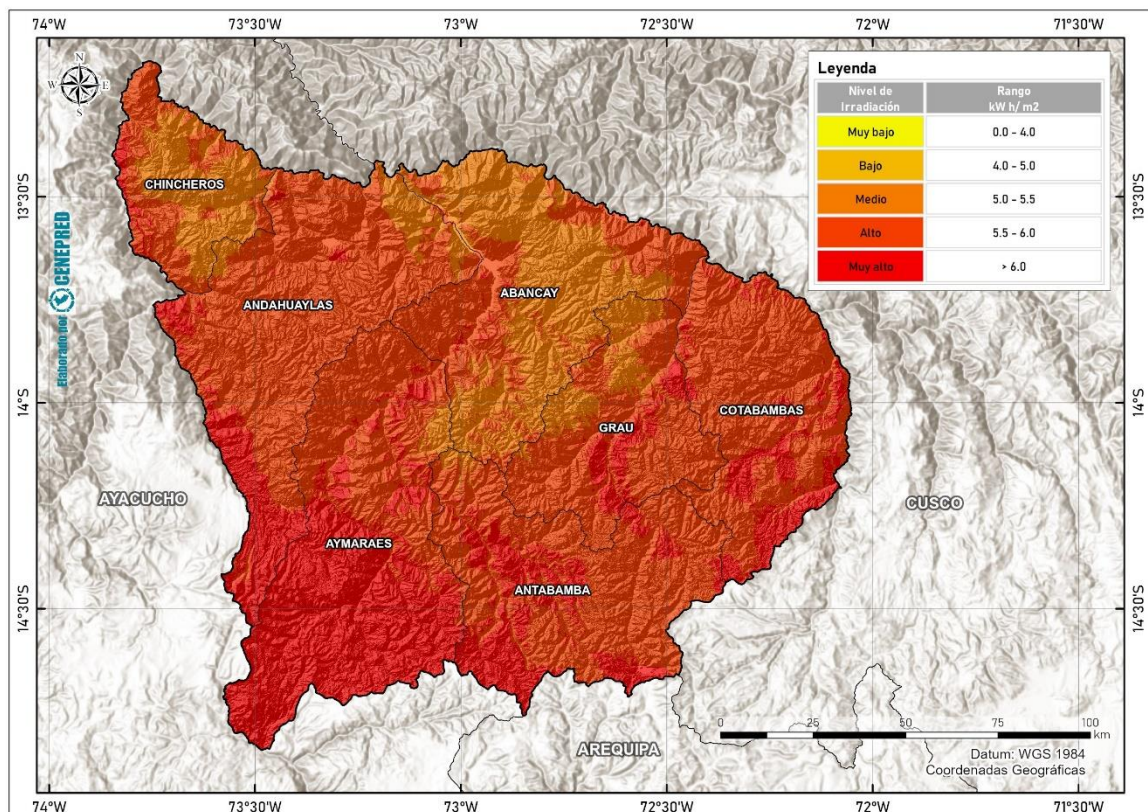 74°W 73°30'W 73°W 72°30'W 72°W 71°30'W
N
W E
S
Leyenda
Nivel de Irradiación Rango kW h/ m2
Muy bajo 0.0 - 4.0
Bajo 4.0 - 5.0
Medio 5.0 - 5.5
Alto 5.5 - 6.0
Muy alto > 6.0
13°30'S 13°30'S
CHINCHEROS
Elaborado por CENEPRED
ANDAHUAYLAS
ABANCAY
14°S 14°S
COTABAMBAS
GRAU
AYACUCHO
CUSCO
AYMARAES
ANTABAMBA
14°30'S 14°30'S
0 25 50 75 100
km
AREQUIPA
Datum: WGS 1984
Coordenadas Geográficas
74°W 73°30'W 73°W 72°30'W 72°W 71°30'W